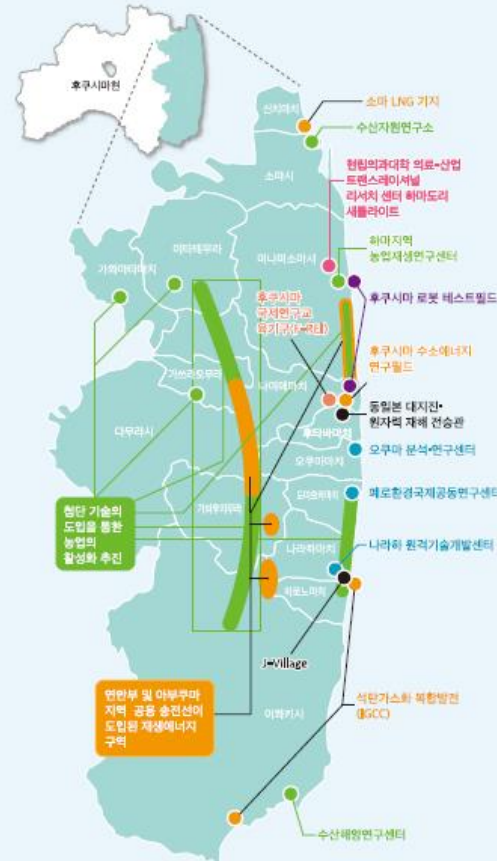 후쿠시마현
신치마치
소마 LNG 기지
수산자원연구소
소마시
현립의과대학 의료-산업
트랜스레이셔널
리서치 센터 하마도리
새틀라이트
이타테무라
미나미소마시
하마지역
농업재생연구센터
가와마타마치
후쿠시마 로봇 테스트필드
후쿠시마
국제연구교
육기구(F-REI)
후쿠시마 수소에너지
연구필드
가쓰라오무라
나미에마치
동일본 대지진•
원자력 재해 전승관
후타바마치
다무라시
오쿠마마치
오쿠마 분석•연구센터
도미오카마치
폐로환경국제공동연구센터
첨단 기술의
도입을 통한
농업의
활성화 추진
가와우치무라
나라하마치
나라하 원격기술개발센터
히로노마치
J-Village
연안부 및 아부쿠마
지역 공용 송전선이
도입된 재생에너지
구역
이와키시
석탄가스화 복합발전
(IGCC)
수산해양연구센터